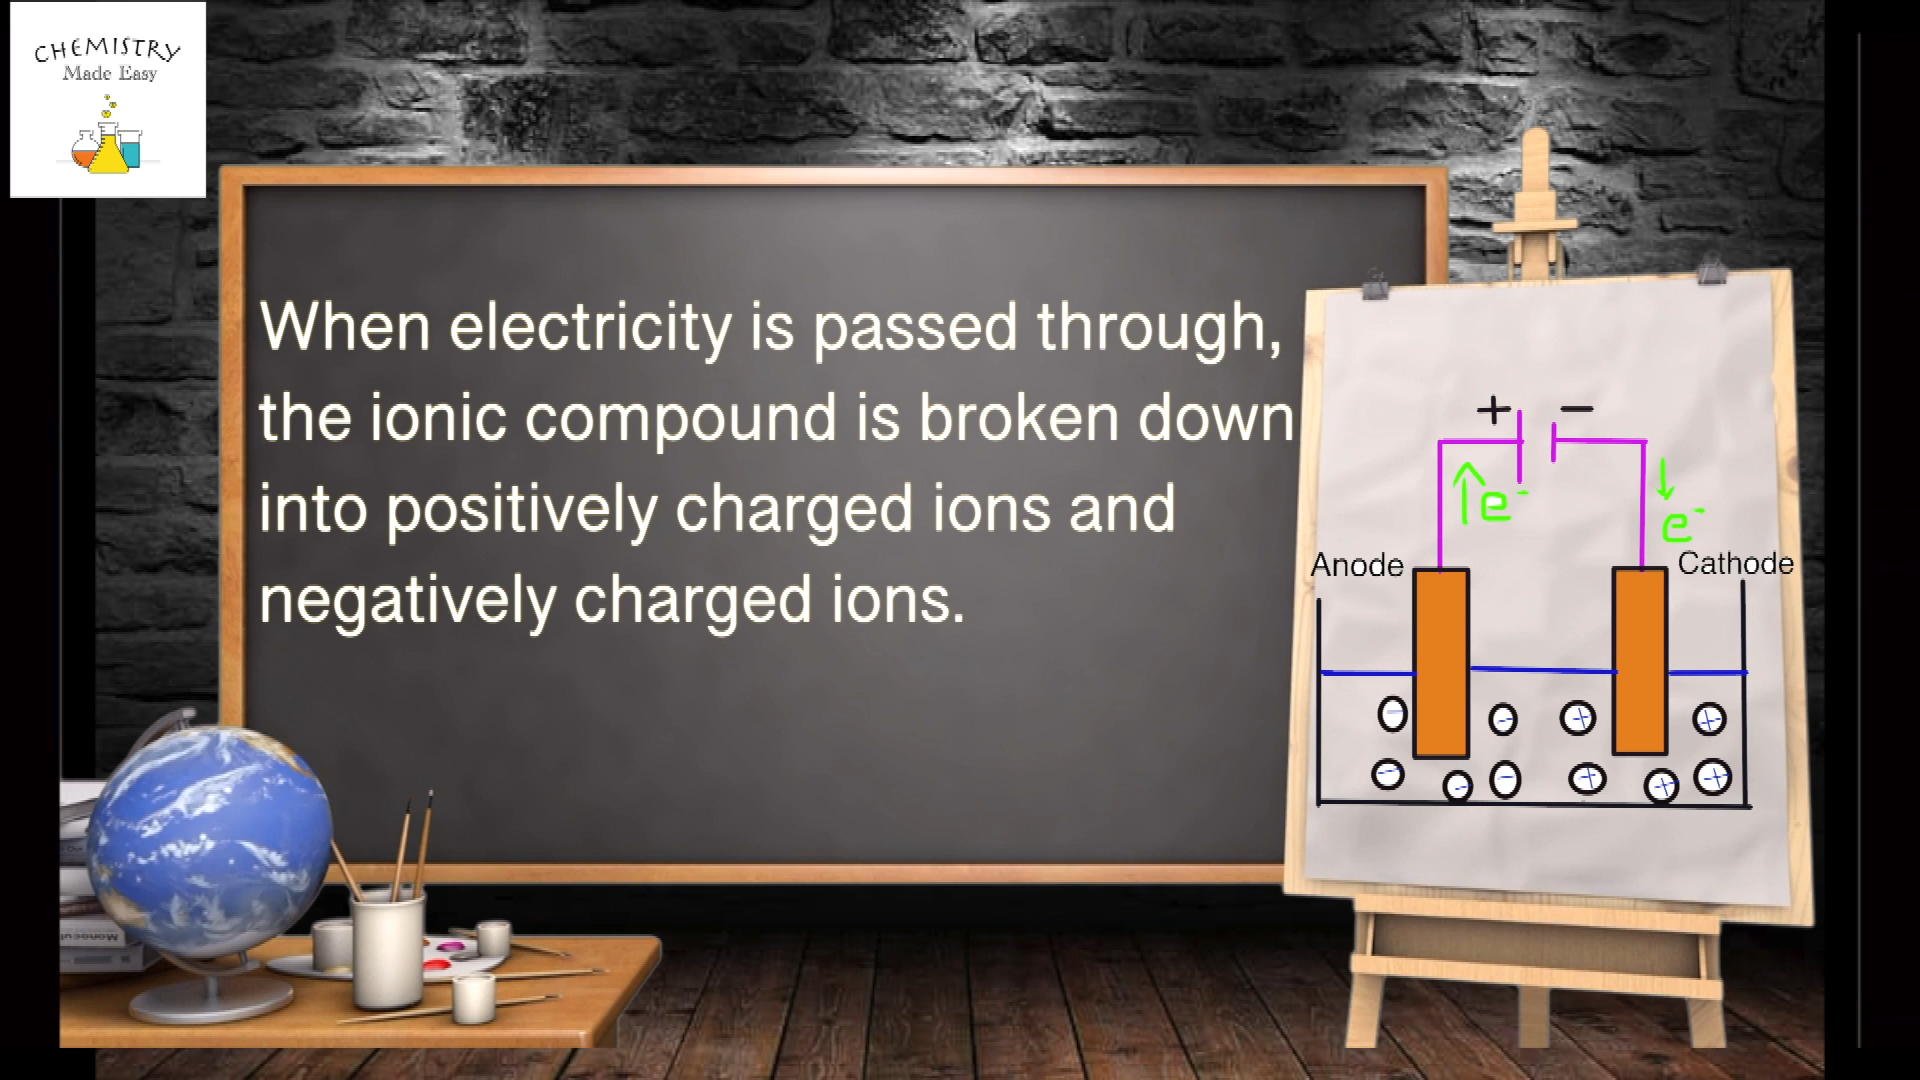 CHEMISTRY
Made Easy
When electricity is passed through,
the ionic compound is broken down
into positively charged ions and
negatively charged ions.
+ −
↑e⁻
↓
e⁻
Anode
Cathode
− − + +
− − − + + +